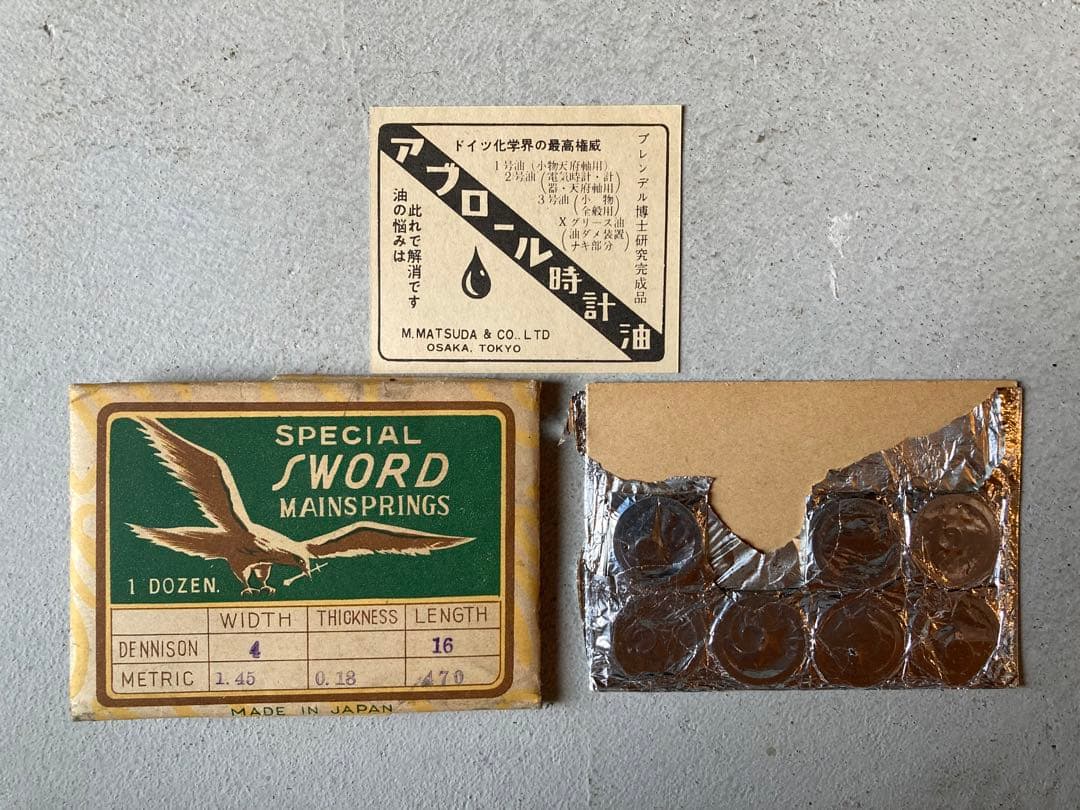 ドイツ化学界の最高権威
アヴロール時計油
ブレンデル博士研究完成品
1号油(小物天府軸用)
2号油(電気時計・計器・天府軸用)
3号油(小物全般用)
Xグリース油
(油ダメ装置ナキ部分)
此れで解消です
油の悩みは
M.MATSUDA & CO., LTD
OSAKA, TOKYO
SPECIAL
SWORD
MAINSPRINGS
1 DOZEN.
WIDTH THICKNESS LENGTH
DENNISON 4 16
METRIC 1.45 0.18 470
MADE IN JAPAN